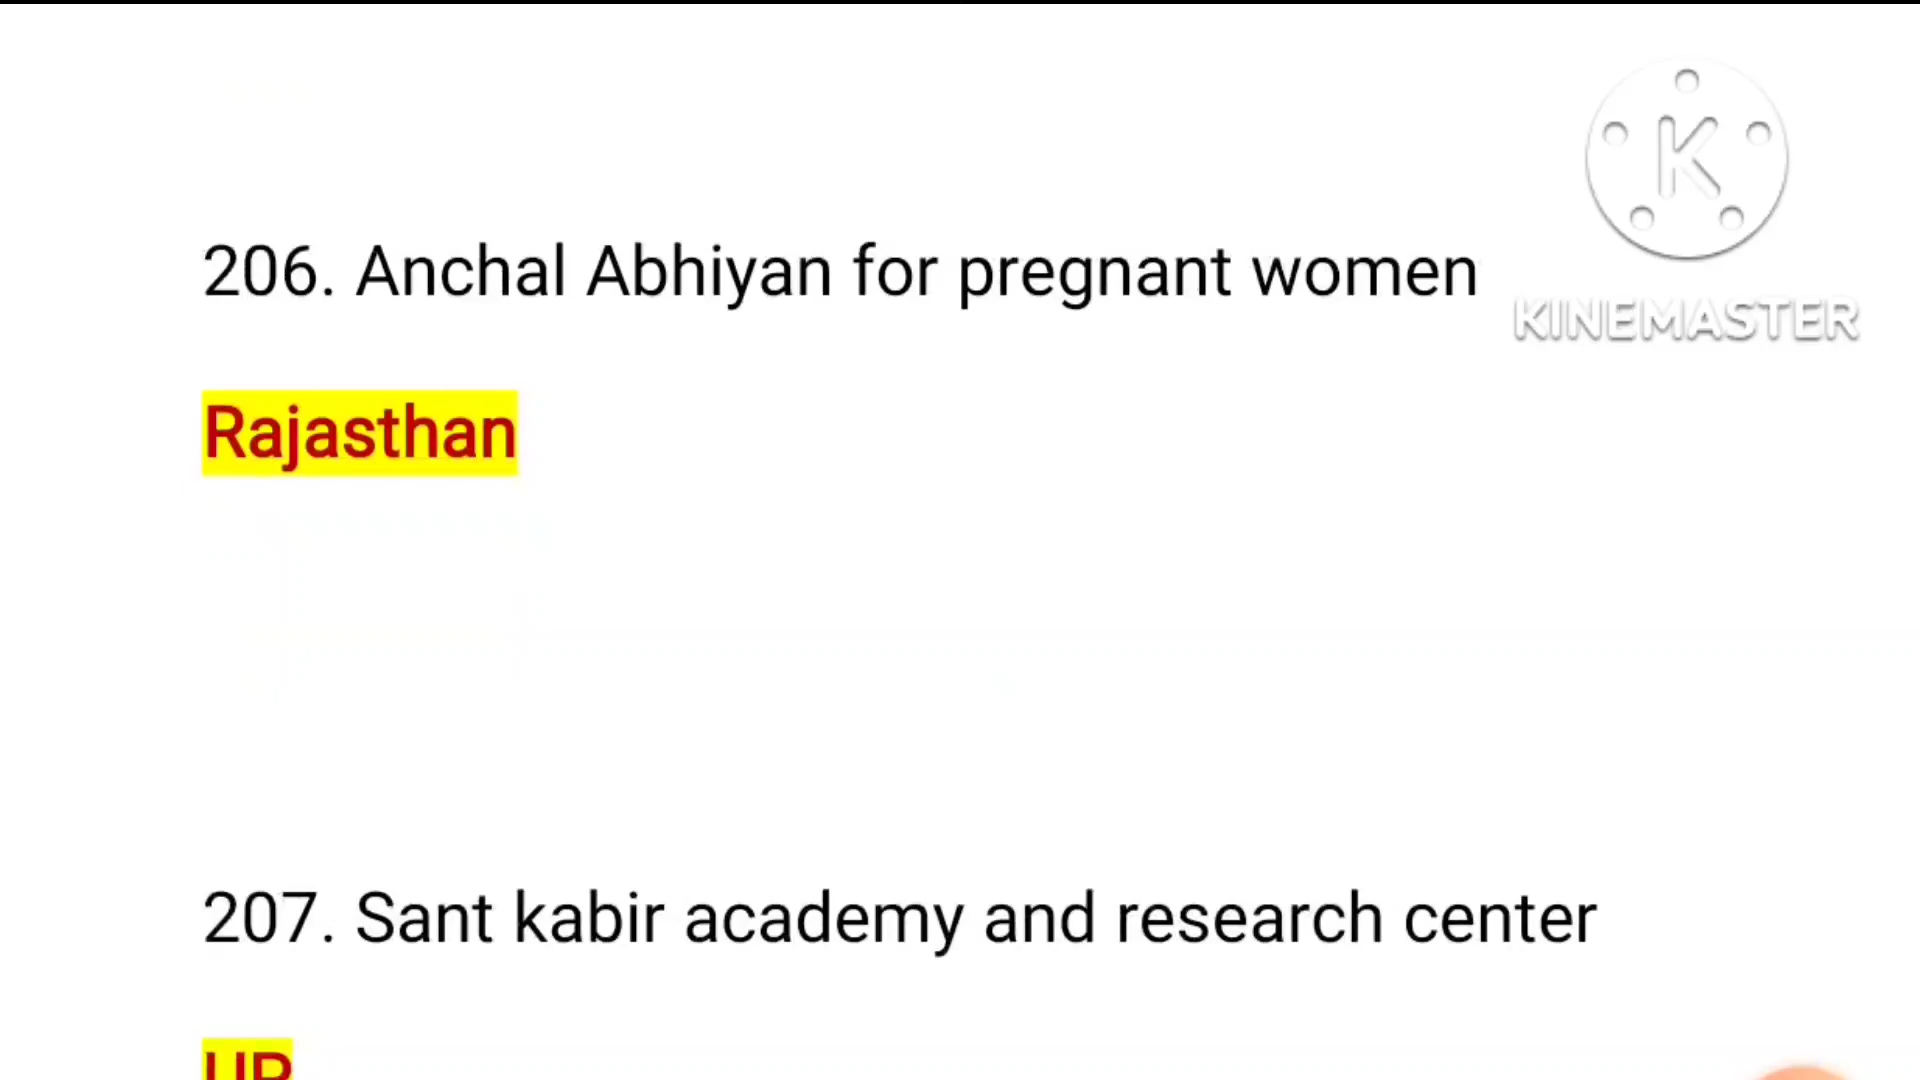 K
KINEMASTER
206. Anchal Abhiyan for pregnant women
Rajasthan
207. Sant kabir academy and research center
UP